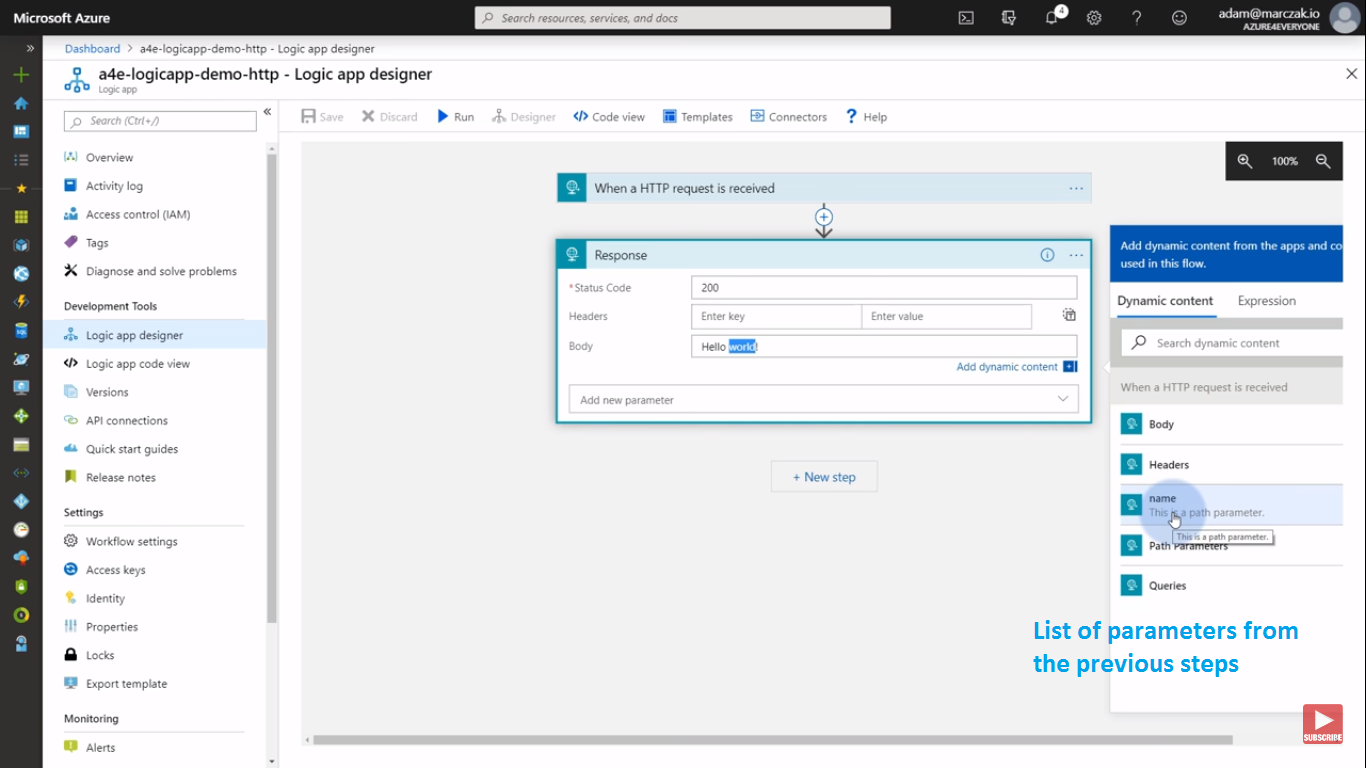 Microsoft Azure
Search resources, services, and docs
4
adam@marczak.io
AZURE4EVERYONE
Dashboard > a4e-logicapp-demo-http - Logic app designer
a4e-logicapp-demo-http - Logic app designer
Logic app
Search (Ctrl+/)
Overview
Activity log
Access control (IAM)
Tags
Diagnose and solve problems
Development Tools
Logic app designer
Logic app code view
Versions
API connections
Quick start guides
Release notes
Settings
Workflow settings
Access keys
Identity
Properties
Locks
Export template
Monitoring
Alerts
Save
Discard
Run
Designer
Code view
Templates
Connectors
Help
100%
When a HTTP request is received
Response
*Status Code
200
Headers
Enter key
Enter value
Body
Hello world!
Add dynamic content
Add new parameter
+ New step
Add dynamic content from the apps and co
used in this flow.
Dynamic content
Expression
Search dynamic content
When a HTTP request is received
Body
Headers
name
This is a path parameter.
This is a path parameter.
Path Parameters
Queries
List of parameters from
the previous steps
SUBSCRIBE